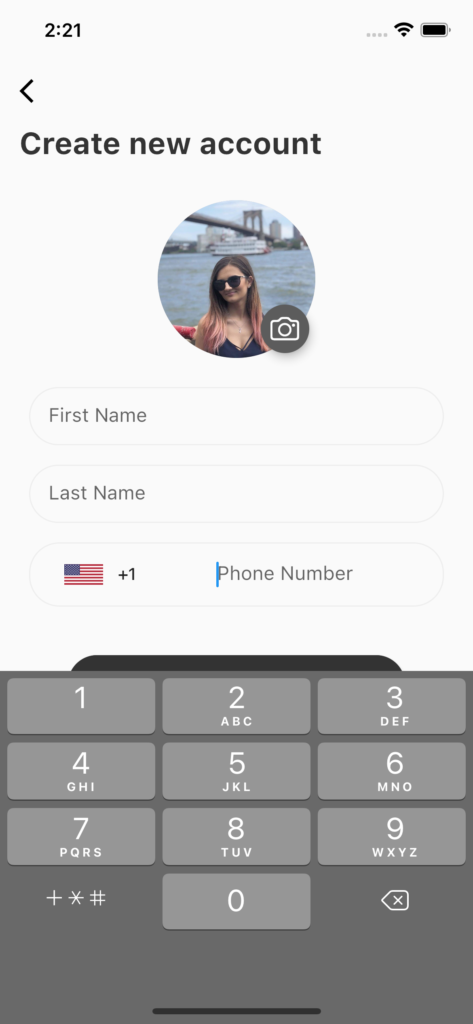 2:21
Create new account
First Name
Last Name
+1 Phone Number
1 2 3
ABC DEF
4 5 6
GHI JKL MNO
7 8 9
PQRS TUV WXYZ
+*# 0